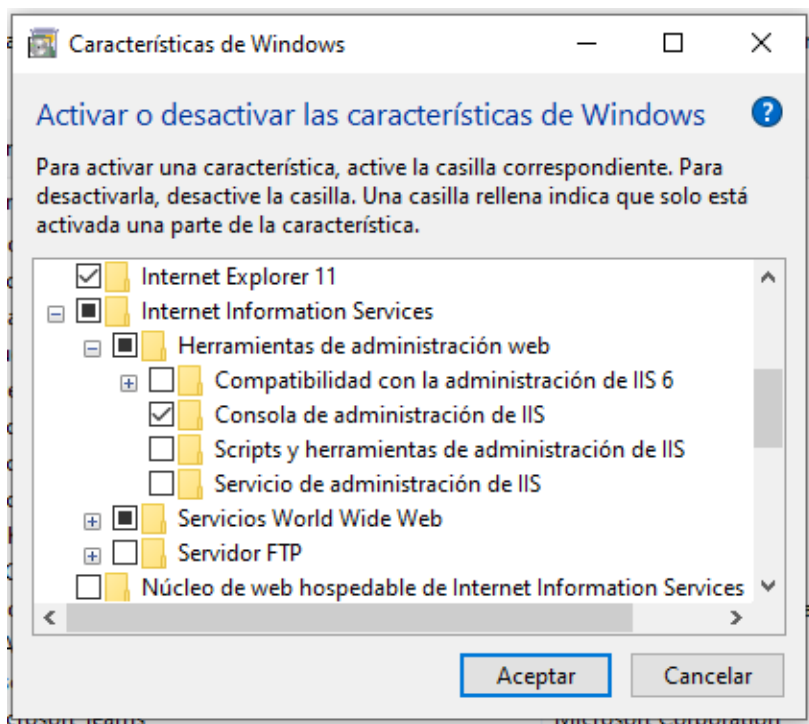 Características de Windows
Activar o desactivar las características de Windows
Para activar una característica, active la casilla correspondiente. Para
desactivarla, desactive la casilla. Una casilla rellena indica que solo está
activada una parte de la característica.
Internet Explorer 11
Internet Information Services
Herramientas de administración web
Compatibilidad con la administración de IIS 6
Consola de administración de IIS
Scripts y herramientas de administración de IIS
Servicio de administración de IIS
Servicios World Wide Web
Servidor FTP
Núcleo de web hospedable de Internet Information Services
Aceptar Cancelar
Microsoft Corporation